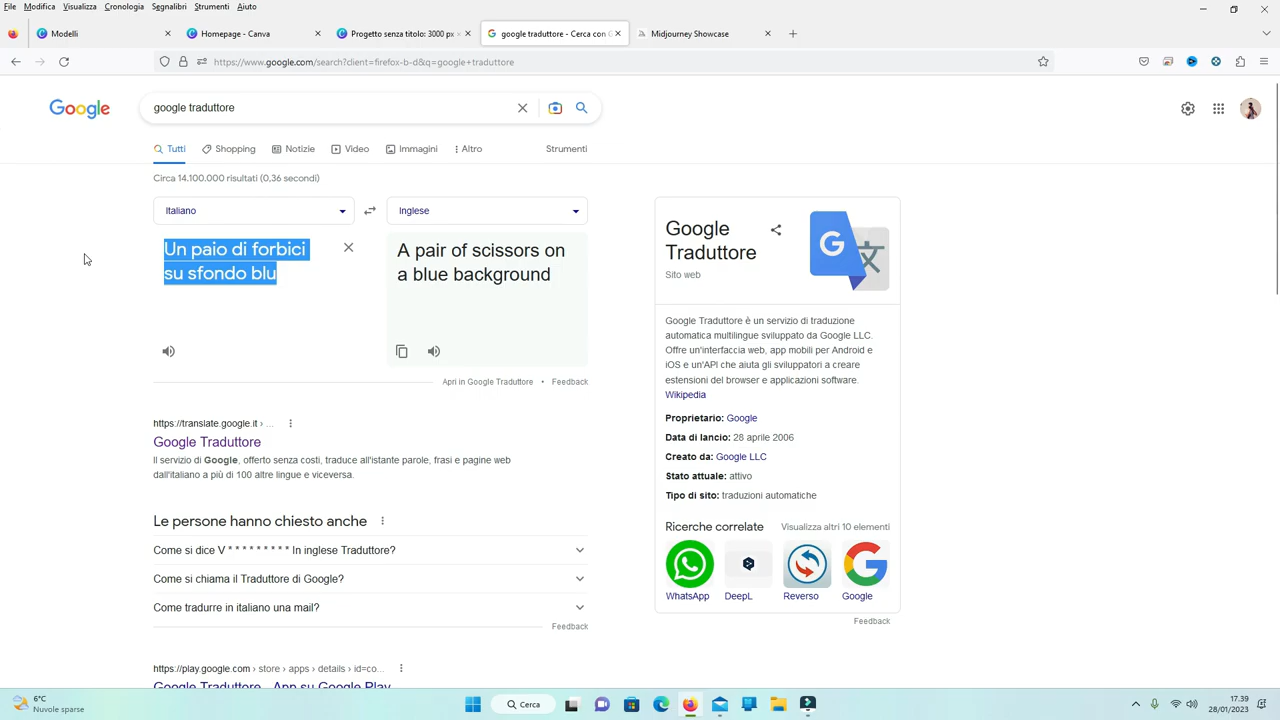 File Modifica Visualizza Cronologia Segnalibri Strumenti Aiuto
Modelli
Homepage - Canva
Progetto senza titolo: 3000 px
google traduttore - Cerca con G
Midjourney Showcase
https://www.google.com/search?client=firefox-b-d&q=google+traduttore
Google
google traduttore
Tutti
Shopping
Notizie
Video
Immagini
Altro
Strumenti
Circa 14.100.000 risultati (0,36 secondi)
Italiano
Inglese
Un paio di forbici
su sfondo blu
A pair of scissors on
a blue background
Apri in Google Traduttore • Feedback
https://translate.google.it › ...
Google Traduttore
Il servizio di Google, offerto senza costi, traduce all'istante parole, frasi e pagine web
dall'italiano a più di 100 altre lingue e viceversa.
Le persone hanno chiesto anche
Come si dice V * * * * * * * * * In inglese Traduttore?
Come si chiama il Traduttore di Google?
Come tradurre in italiano una mail?
Feedback
https://play.google.com › store › apps › details › id=co...
Google Traduttore - App su Google Play
Google
Traduttore
Sito web
Google Traduttore è un servizio di traduzione
automatica multilingue sviluppato da Google LLC.
Offre un'interfaccia web, app mobili per Android e
iOS e un'API che aiuta gli sviluppatori a creare
estensioni del browser e applicazioni software.
Wikipedia
Proprietario: Google
Data di lancio: 28 aprile 2006
Creato da: Google LLC
Stato attuale: attivo
Tipo di sito: traduzioni automatiche
Ricerche correlate
Visualizza altri 10 elementi
WhatsApp
DeepL
Reverso
Google
Feedback
6°C
Nuvole sparse
Cerca
17.39
28/01/2023